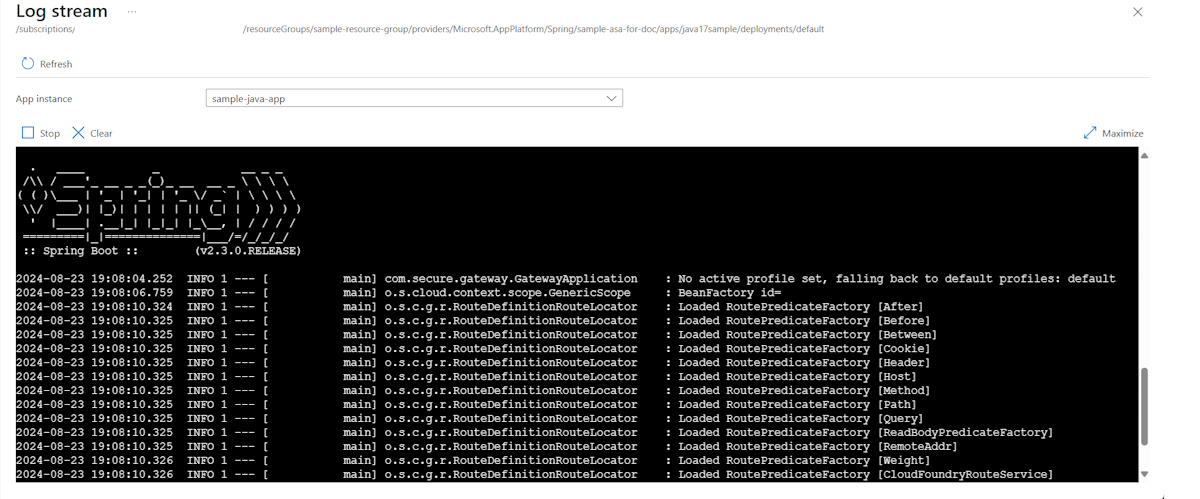 Log stream ...
/subscriptions/ /resourceGroups/sample-resource-group/providers/Microsoft.AppPlatform/Spring/sample-asa-for-doc/apps/java17sample/deployments/default
Refresh
App instance sample-java-app
Stop Clear Maximize
  .   ____          _            __ _ _
 /\\ / ___'_ __ _ _(_)_ __  __ _ \ \ \ \
( ( )\___ | '_ | '_| | '_ \/ _` | \ \ \ \
 \\/  ___)| |_)| | | | | || (_| |  ) ) ) )
  '  |____| .__|_| |_|_| |_\__, | / / / /
 =========|_|==============|___/=/_/_/_/
 :: Spring Boot ::        (v2.3.0.RELEASE)
2024-08-23 19:08:04.252  INFO 1 --- [           main] com.secure.gateway.GatewayApplication    : No active profile set, falling back to default profiles: default
2024-08-23 19:08:06.759  INFO 1 --- [           main] o.s.cloud.context.scope.GenericScope     : BeanFactory id=
2024-08-23 19:08:10.324  INFO 1 --- [           main] o.s.c.g.r.RouteDefinitionRouteLocator    : Loaded RoutePredicateFactory [After]
2024-08-23 19:08:10.325  INFO 1 --- [           main] o.s.c.g.r.RouteDefinitionRouteLocator    : Loaded RoutePredicateFactory [Before]
2024-08-23 19:08:10.325  INFO 1 --- [           main] o.s.c.g.r.RouteDefinitionRouteLocator    : Loaded RoutePredicateFactory [Between]
2024-08-23 19:08:10.325  INFO 1 --- [           main] o.s.c.g.r.RouteDefinitionRouteLocator    : Loaded RoutePredicateFactory [Cookie]
2024-08-23 19:08:10.325  INFO 1 --- [           main] o.s.c.g.r.RouteDefinitionRouteLocator    : Loaded RoutePredicateFactory [Header]
2024-08-23 19:08:10.325  INFO 1 --- [           main] o.s.c.g.r.RouteDefinitionRouteLocator    : Loaded RoutePredicateFactory [Host]
2024-08-23 19:08:10.325  INFO 1 --- [           main] o.s.c.g.r.RouteDefinitionRouteLocator    : Loaded RoutePredicateFactory [Method]
2024-08-23 19:08:10.325  INFO 1 --- [           main] o.s.c.g.r.RouteDefinitionRouteLocator    : Loaded RoutePredicateFactory [Path]
2024-08-23 19:08:10.325  INFO 1 --- [           main] o.s.c.g.r.RouteDefinitionRouteLocator    : Loaded RoutePredicateFactory [Query]
2024-08-23 19:08:10.325  INFO 1 --- [           main] o.s.c.g.r.RouteDefinitionRouteLocator    : Loaded RoutePredicateFactory [ReadBodyPredicateFactory]
2024-08-23 19:08:10.325  INFO 1 --- [           main] o.s.c.g.r.RouteDefinitionRouteLocator    : Loaded RoutePredicateFactory [RemoteAddr]
2024-08-23 19:08:10.326  INFO 1 --- [           main] o.s.c.g.r.RouteDefinitionRouteLocator    : Loaded RoutePredicateFactory [Weight]
2024-08-23 19:08:10.326  INFO 1 --- [           main] o.s.c.g.r.RouteDefinitionRouteLocator    : Loaded RoutePredicateFactory [CloudFoundryRouteService]